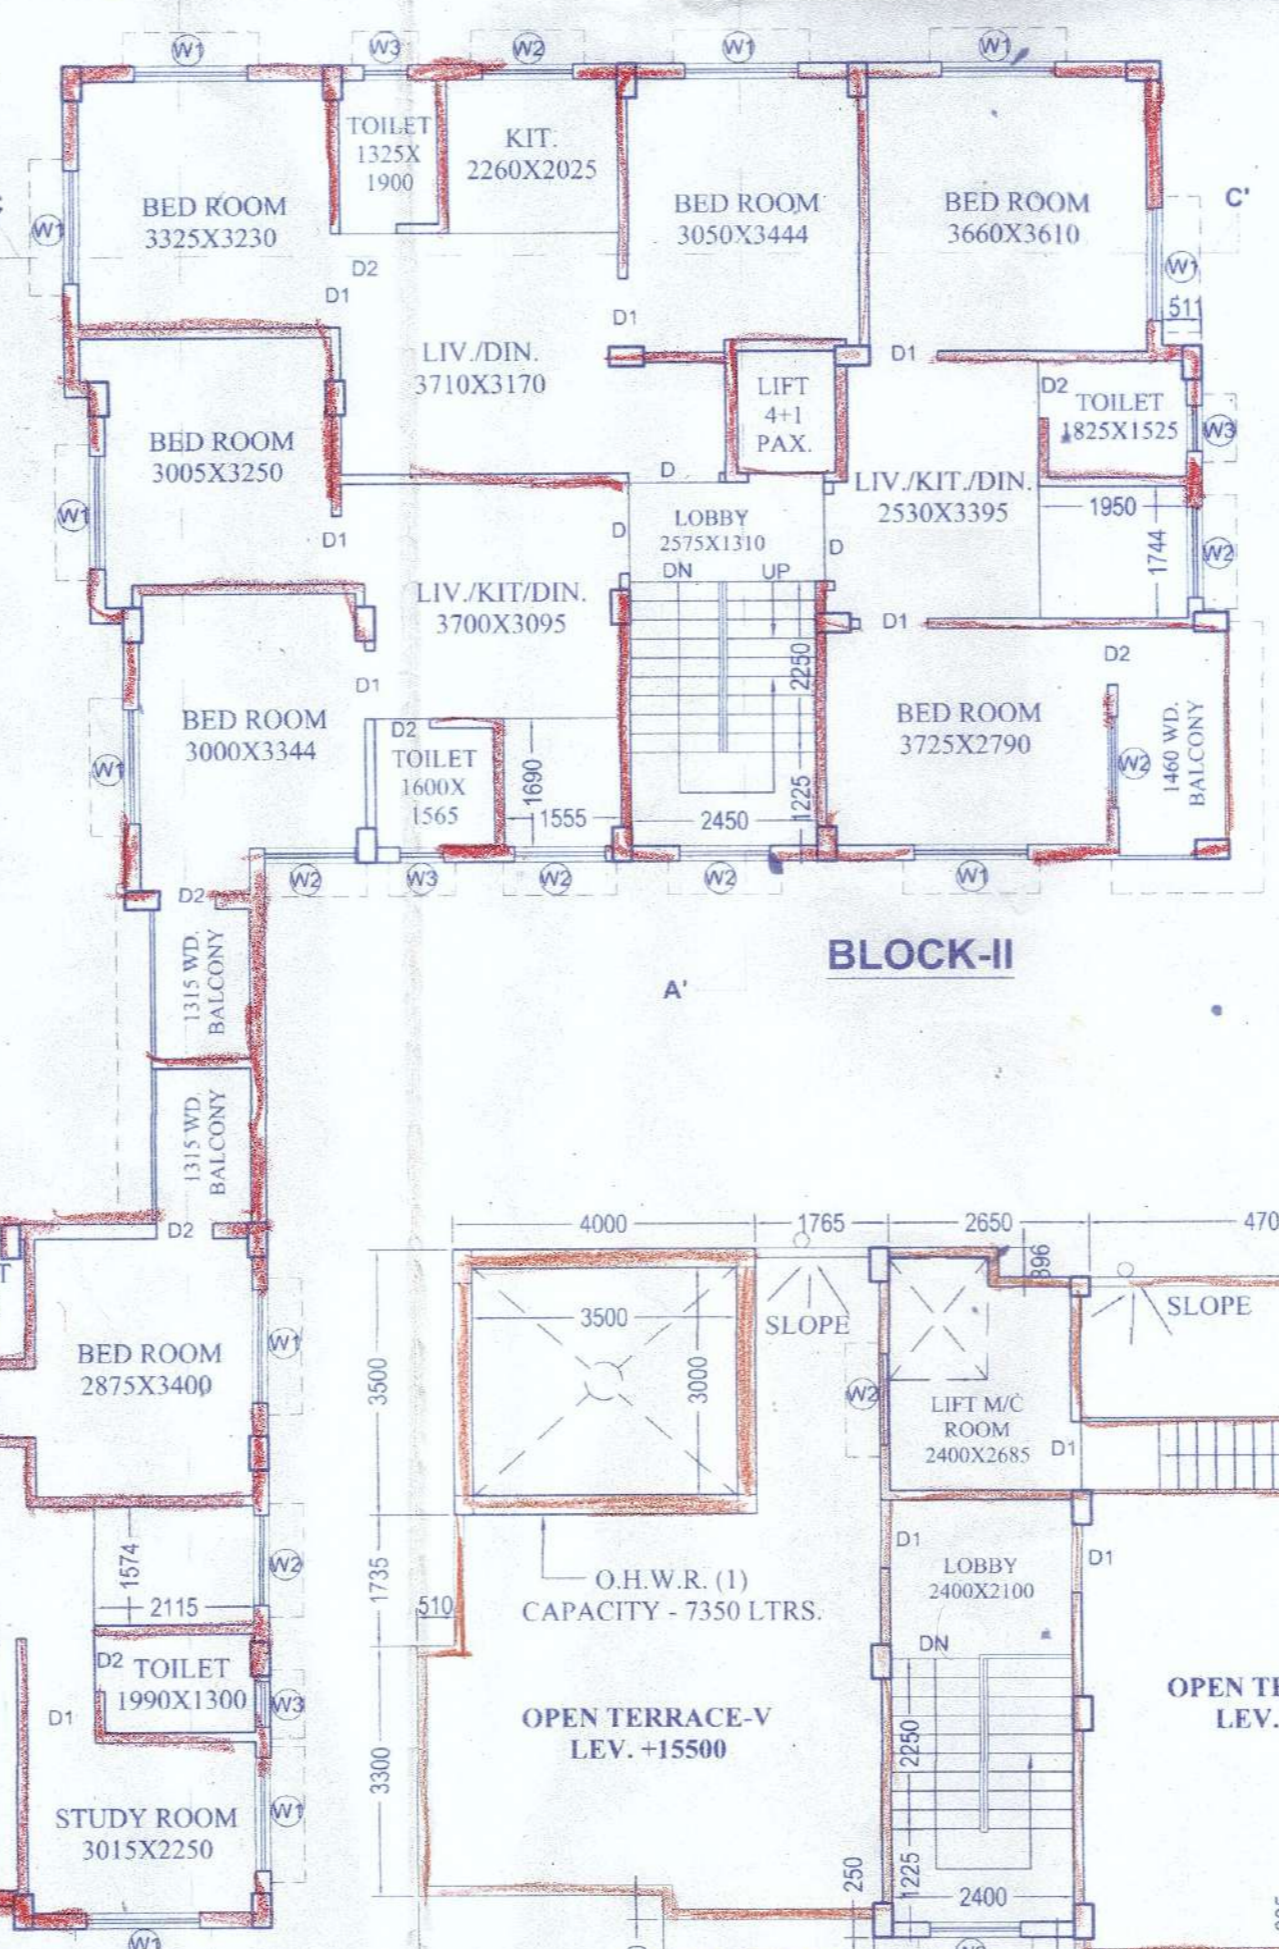 W1
W3
W2
W1
W1
TOILET
1325X
1900
KIT.
2260X2025
BED ROOM
3325X3230
BED ROOM
3050X3444
BED ROOM
3660X3610
C'
W1
W1
511
D2
D1
D1
LIV./DIN.
3710X3170
D1
LIFT
4+1
PAX.
D2
TOILET
1825X1525
W3
BED ROOM
3005X3250
D
LIV./KIT./DIN.
2530X3395
1950
1744
W1
D1
D
LOBBY
2575X1310
D
DN
UP
W2
LIV./KIT/DIN.
3700X3095
D1
D1
D2
2250
BED ROOM
3000X3344
BED ROOM
3725X2790
1460 WD.
BALCONY
W1
D2
TOILET
1600X
1565
1690
1555
2450
1225
W2
W2
W3
W2
W2
W1
D2
1315 WD.
BALCONY
BLOCK-II
A'
1315 WD.
BALCONY
D2
4000
1765
2650
470
896
3500
3500
3000
SLOPE
SLOPE
T
W1
BED ROOM
2875X3400
W2
LIFT M/C
ROOM
2400X2685
D1
1574
2115
W2
1735
510
O.H.W.R. (1)
CAPACITY - 7350 LTRS.
D1
LOBBY
2400X2100
D1
DN
D2
TOILET
1990X1300
W3
D1
OPEN TERRACE-V
LEV. +15500
OPEN TE
LEV.
3300
2250
STUDY ROOM
3015X2250
W1
250
1225
2400
W1